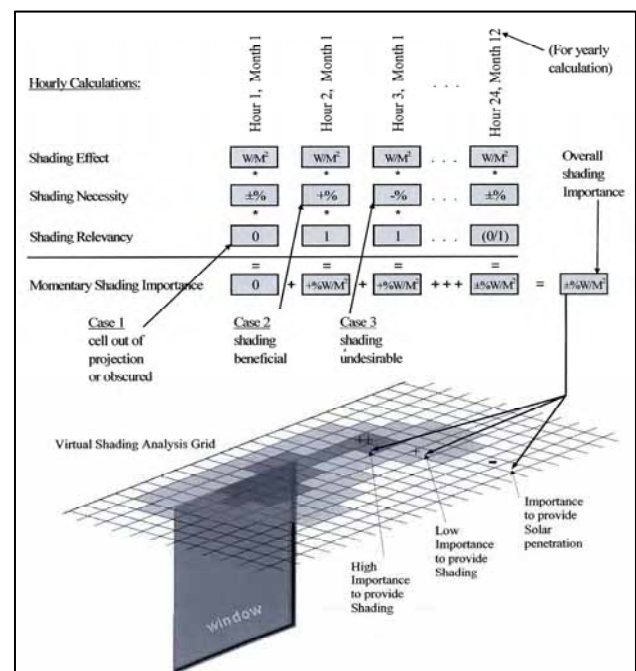 Hour 1, Month 1
Hour 2, Month 1
Hour 3, Month 1
. . .
Hour 24, Month 12
(For yearly
calculation)
Hourly Calculations:
Shading Effect W/M² W/M² W/M² . . . W/M²
Overall
shading
Importance
* * * *
Shading Necessity ±% +% -% . . . ±%
* * * *
Shading Relevancy 0 1 1 . . . (0/1)
= = = =
Momentary Shading Importance 0 + +%W/M² + +%W/M² +++ ±%W/M² = ±%W/M²
Case 1
cell out of
projection
or obscured
Case 2
shading
beneficial
Case 3
shading
undesirable
Virtual Shading Analysis Grid
++
+
-
Importance
to provide
Solar
penetration
Low
Importance
to provide
Shading
High
Importance
to provide
Shading
window